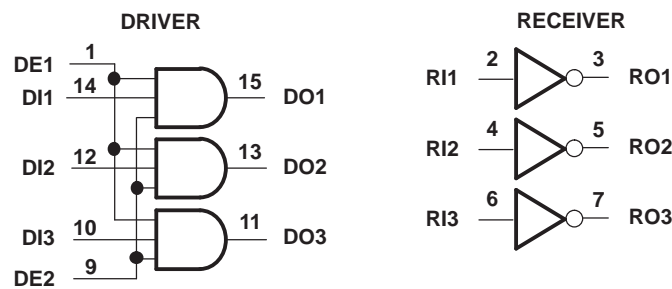 DRIVER
DE1 1
DI1 14 15 DO1
DI2 12 13 DO2
DI3 10 11 DO3
DE2 9
RECEIVER
RI1 2 3 RO1
RI2 4 5 RO2
RI3 6 7 RO3